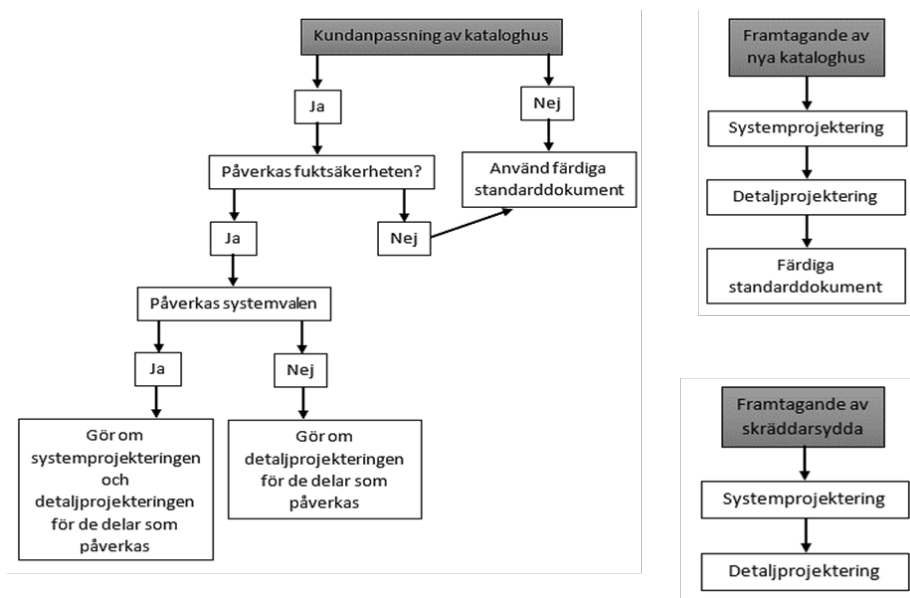 Kundanpassning av kataloghus
Ja
Nej
Påverkas fuktsäkerheten?
Använd färdiga
standarddokument
Ja
Nej
Påverkas systemvalen
Ja
Nej
Gör om
systemprojekteringen
och
detaljprojekteringen
för de delar som
påverkas
Gör om
detaljprojekteringen
för de delar som
påverkas
Framtagande av
nya kataloghus
Systemprojektering
Detaljprojektering
Färdiga
standarddokument
Framtagande av
skräddarsydda
Systemprojektering
Detaljprojektering